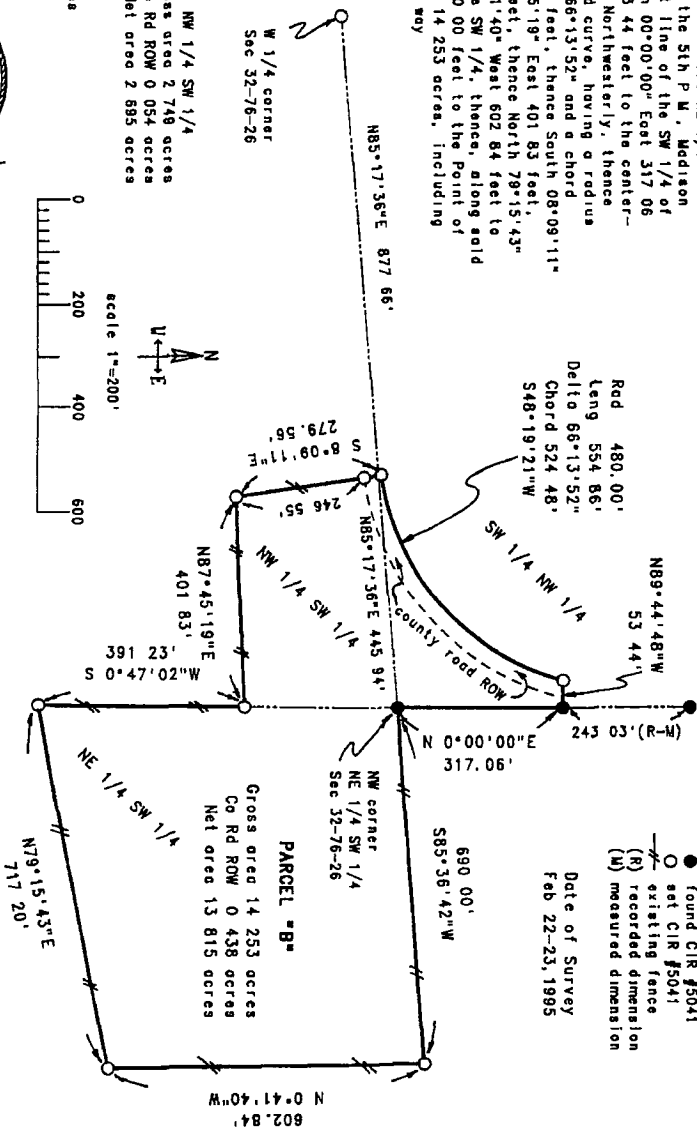 the 5th P M , Madison
line of the SW 1/4 of
00°00'00" East 317 06
44 feet to the center-
Northwesterly, thence
curve, having a radius
66°13'52" and a chord
feet, thence South 08°09'11"
5'19" East 401 83 feet,
thence North 79°15'43"
1'40" West 602 84 feet to
SW 1/4, thence, along said
0 00 feet to the Point of
14 253 acres, including
way
W 1/4 corner
Sec 32-76-26
NW 1/4 SW 1/4
area 2 749 acres
Rd ROW 0 054 acres
area 2 695 acres
N85°17'36"E 877 66'
0 200 400 600
scale 1"=200'
N
W E
Rad 480.00'
Leng 554 86'
Delta 66°13'52"
Chord 524 48'
S48°19'21"W
SW 1/4 NW 1/4
N89°44'48"W
53 44'
243 03'(R-M)
county road ROW
N85°17'36"E 445 94'
N 0°00'00"E
317.06'
S 8°09'11"E
279.56'
246 55'
NW 1/4 SW 1/4
N87°45'19"E
401 83'
391 23'
S 0°47'02"W
NE 1/4 SW 1/4
N79°15'43"E
717 20'
NW corner
NE 1/4 SW 1/4
Sec 32-76-26
690 00'
S85°36'42"W
PARCEL "B"
Gross area 14 253 acres
Co Rd ROW 0 438 acres
Net area 13 815 acres
N 0°41'40"W
602.84'
found CIR #5041
set CIR #5041
existing fence
(R) recorded dimension
(M) measured dimension
Date of Survey
Feb 22-23, 1995